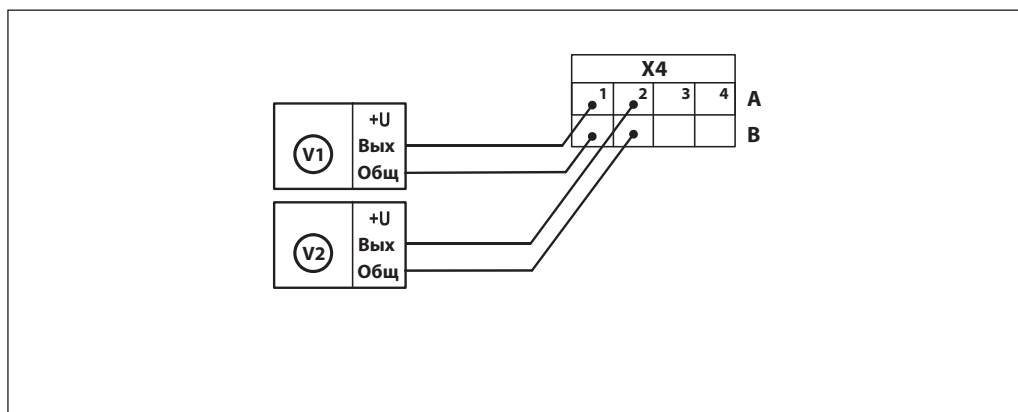 X4
1 2 3 4 A
B
+U
V1 Вых
Общ
+U
V2 Вых
Общ